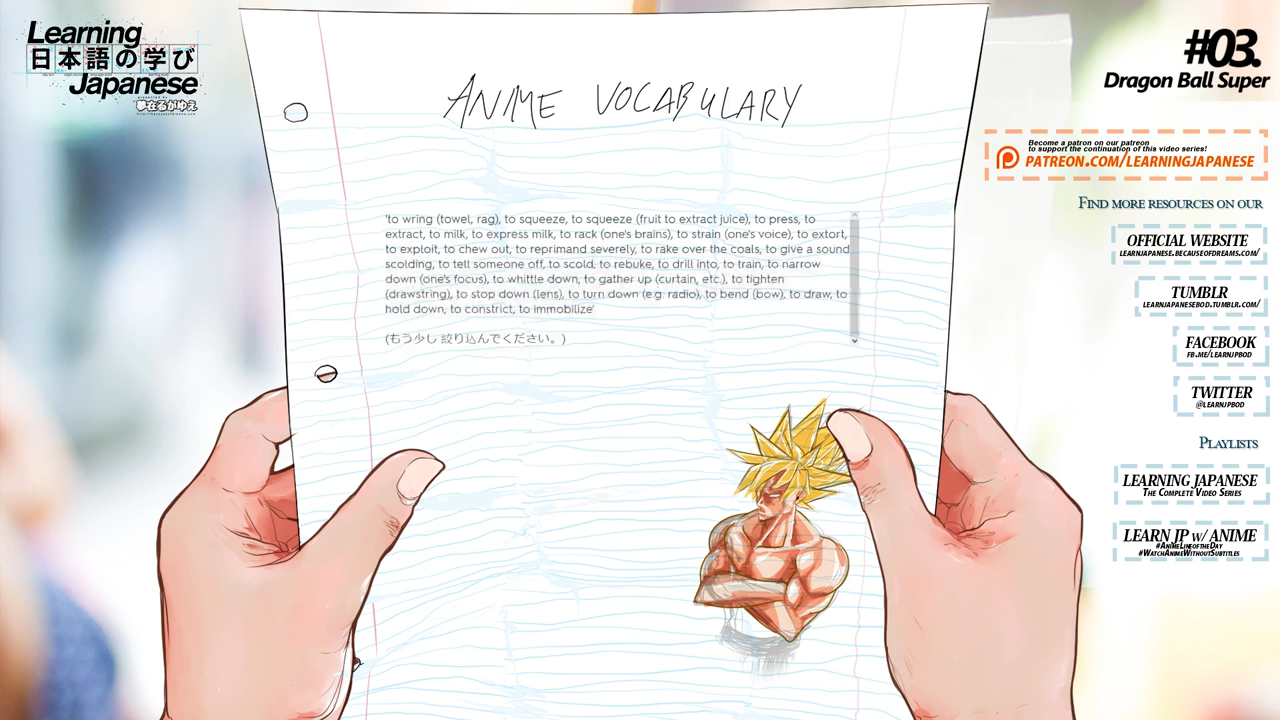 Learning
日本語の学び
Japanese
夢在るがゆえ
#03.
Dragon Ball Super
ANIME VOCABULARY
Become a patron on our patreon
to support the continuation of this video series!
PATREON.COM/LEARNINGJAPANESE
FIND MORE RESOURCES ON OUR
OFFICIAL WEBSITE
LEARNJAPANESE.BECAUSEOFDREAMS.COM/
TUMBLR
LEARNJAPANESEBOD.TUMBLR.COM/
FACEBOOK
FB.ME/LEARNJPBOD
TWITTER
@LEARNJPBOD
PLAYLISTS
LEARNING JAPANESE
THE COMPLETE VIDEO SERIES
LEARN JP W/ ANIME
#ANIMELINEOFTHEDAY
#WATCHANIMEWITHOUTSUBTITLES
'to wring (towel, rag), to squeeze, to squeeze (fruit to extract juice), to press, to
extract, to milk, to express milk, to rack (one's brains), to strain (one's voice), to extort,
to exploit, to chew out, to reprimand severely, to rake over the coals, to give a sound
scolding, to tell someone off, to scold, to rebuke, to drill into, to train, to narrow
down (one's focus), to whittle down, to gather up (curtain, etc.), to tighten
(drawstring), to stop down (lens), to turn down (e.g. radio), to bend (bow), to draw, to
hold down, to constrict, to immobilize'
(もう少し 絞り込んでください。)